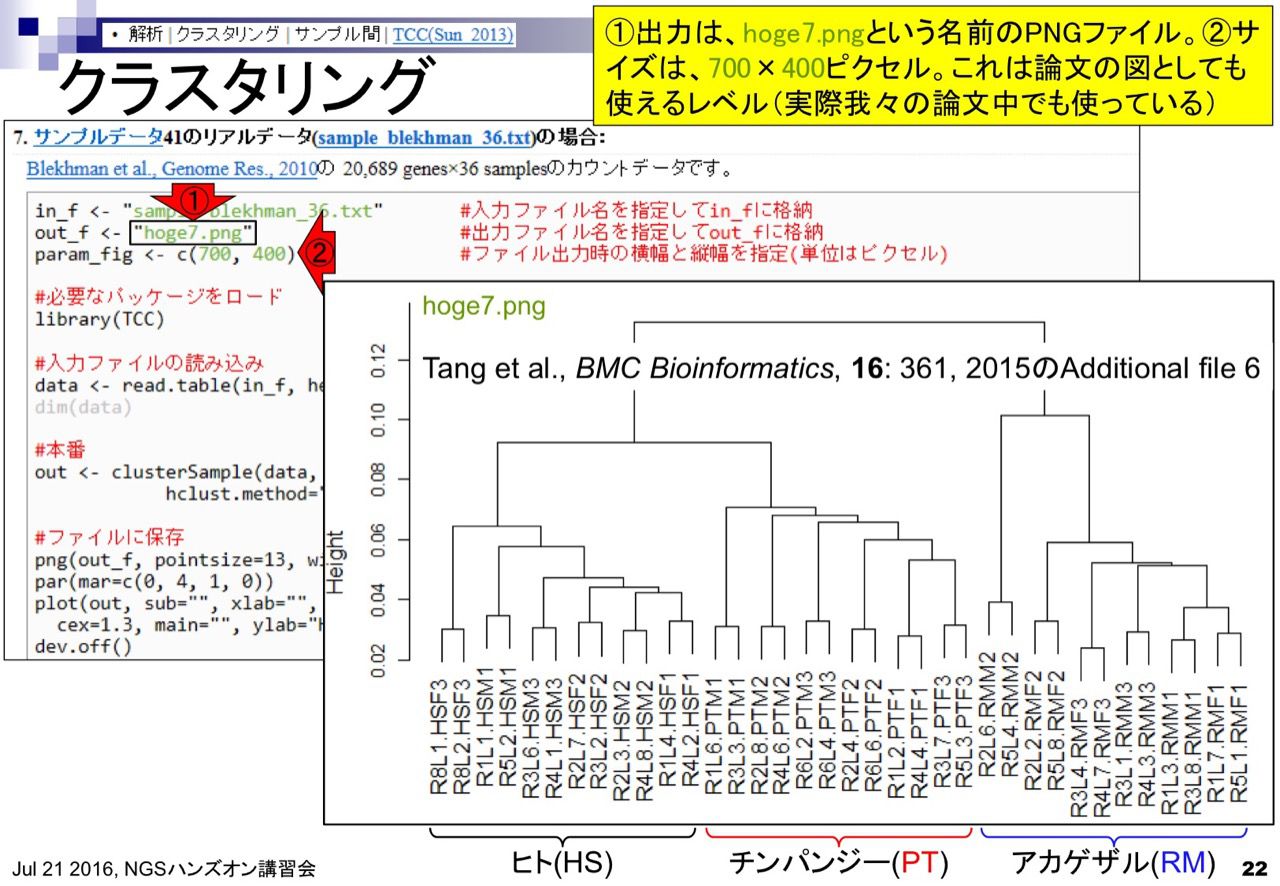 • 解析 | クラスタリング | サンプル間 | TCC(Sun_2013)
クラスタリング
①出力は、hoge7.pngという名前のPNGファイル。②サ
イズは、700×400ピクセル。これは論文の図としても
使えるレベル（実際我々の論文中でも使っている）
7. サンプルデータ41のリアルデータ(sample_blekhman_36.txt)の場合:
Blekhman et al., Genome Res., 2010の 20,689 genes×36 samplesのカウントデータです。
①
in_f <- "sample_blekhman_36.txt" #入力ファイル名を指定してin_fに格納
out_f <- "hoge7.png" #出力ファイル名を指定してout_fに格納
param_fig <- c(700, 400) #ファイル出力時の横幅と縦幅を指定(単位はピクセル)
②
#必要なパッケージをロード
library(TCC)
#入力ファイルの読み込み
data <- read.table(in_f, he
dim(data)
#本番
out <- clusterSample(data,
hclust.method="
#ファイルに保存
png(out_f, pointsize=13, wi
par(mar=c(0, 4, 1, 0))
plot(out, sub="", xlab="",
cex=1.3, main="", ylab="H
dev.off()
hoge7.png
Tang et al., BMC Bioinformatics, 16: 361, 2015のAdditional file 6
Height
0.12
0.10
0.08
0.06
0.04
0.02
R8L1.HSF3
R8L2.HSF3
R1L1.HSM1
R5L2.HSM1
R3L6.HSM3
R4L1.HSM3
R2L7.HSF2
R3L2.HSF2
R2L3.HSM2
R4L8.HSM2
R1L4.HSF1
R4L2.HSF1
R1L6.PTM1
R3L3.PTM1
R2L8.PTM2
R4L6.PTM2
R6L2.PTM3
R6L4.PTM3
R2L4.PTF2
R6L6.PTF2
R1L2.PTF1
R4L4.PTF1
R3L7.PTF3
R5L3.PTF3
R2L6.RMM2
R5L4.RMM2
R2L2.RMF2
R5L8.RMF2
R3L4.RMF3
R4L7.RMF3
R3L1.RMM3
R4L3.RMM3
R1L3.RMM1
R3L8.RMM1
R1L7.RMF1
R5L1.RMF1
ヒト(HS)
チンパンジー(PT)
アカゲザル(RM)
Jul 21 2016, NGSハンズオン講習会
22